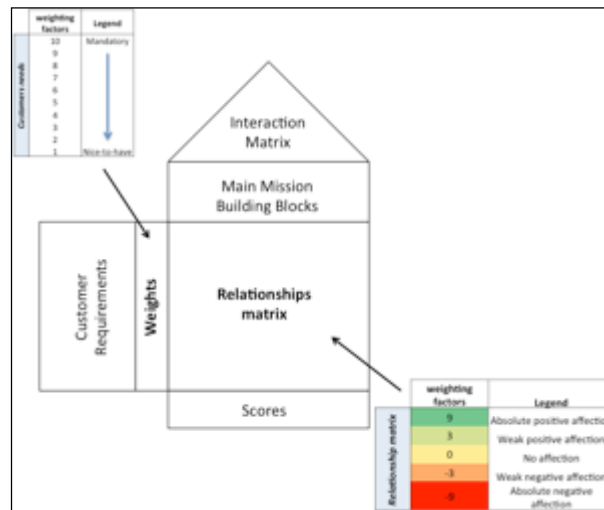 weighting factors Legend
Customers needs
10 Mandatory
9
8
7
6
5
4
3
2
1 Nice-to-have
Interaction
Matrix
Main Mission
Building Blocks
Customer
Requirements
Weights
Relationships
matrix
Scores
weighting factors Legend
Relationship matrix
9 Absolute positive affection
3 Weak positive affection
0 No affection
-3 Weak negative affection
-9 Absolute negative
affection